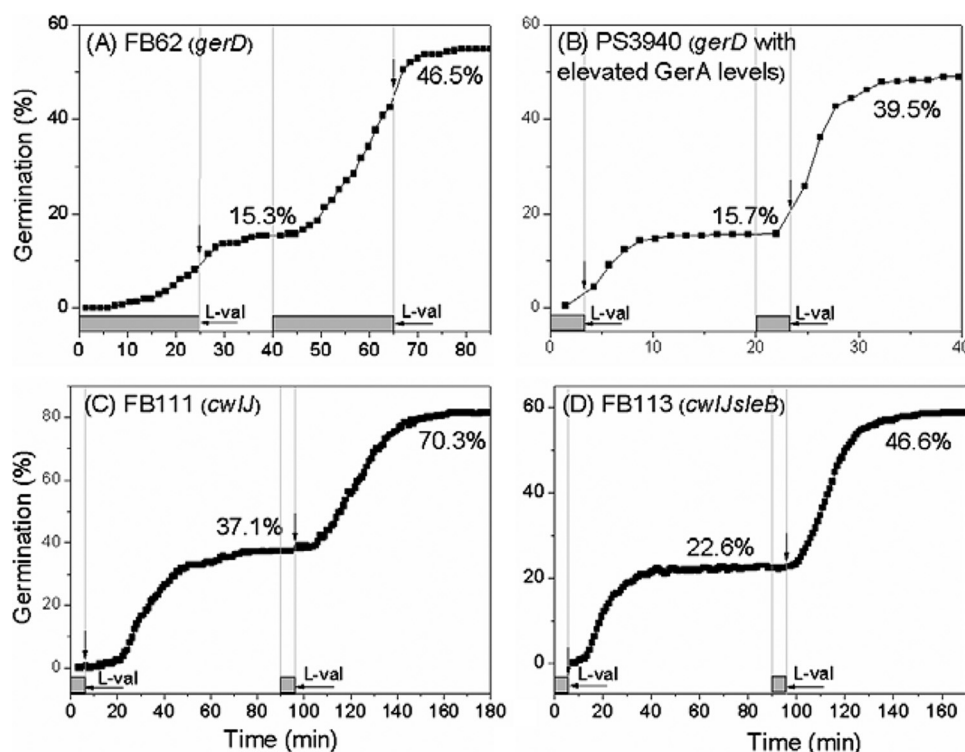 (A) FB62 (gerD)
Germination (%)
60
40
20
0
15.3%
46.5%
L-val
L-val
0 10 20 30 40 50 60 70 80
(B) PS3940 (gerD with
elevated GerA levels)
60
40
20
0
15.7%
39.5%
L-val
L-val
0 10 20 30 40
(C) FB111 (cwlJ)
Germination (%)
80
60
40
20
0
37.1%
70.3%
L-val
L-val
0 20 40 60 80 100 120 140 160 180
Time (min)
(D) FB113 (cwlJsleB)
60
40
20
0
22.6%
46.6%
L-val
L-val
0 20 40 60 80 100 120 140 160
Time (min)